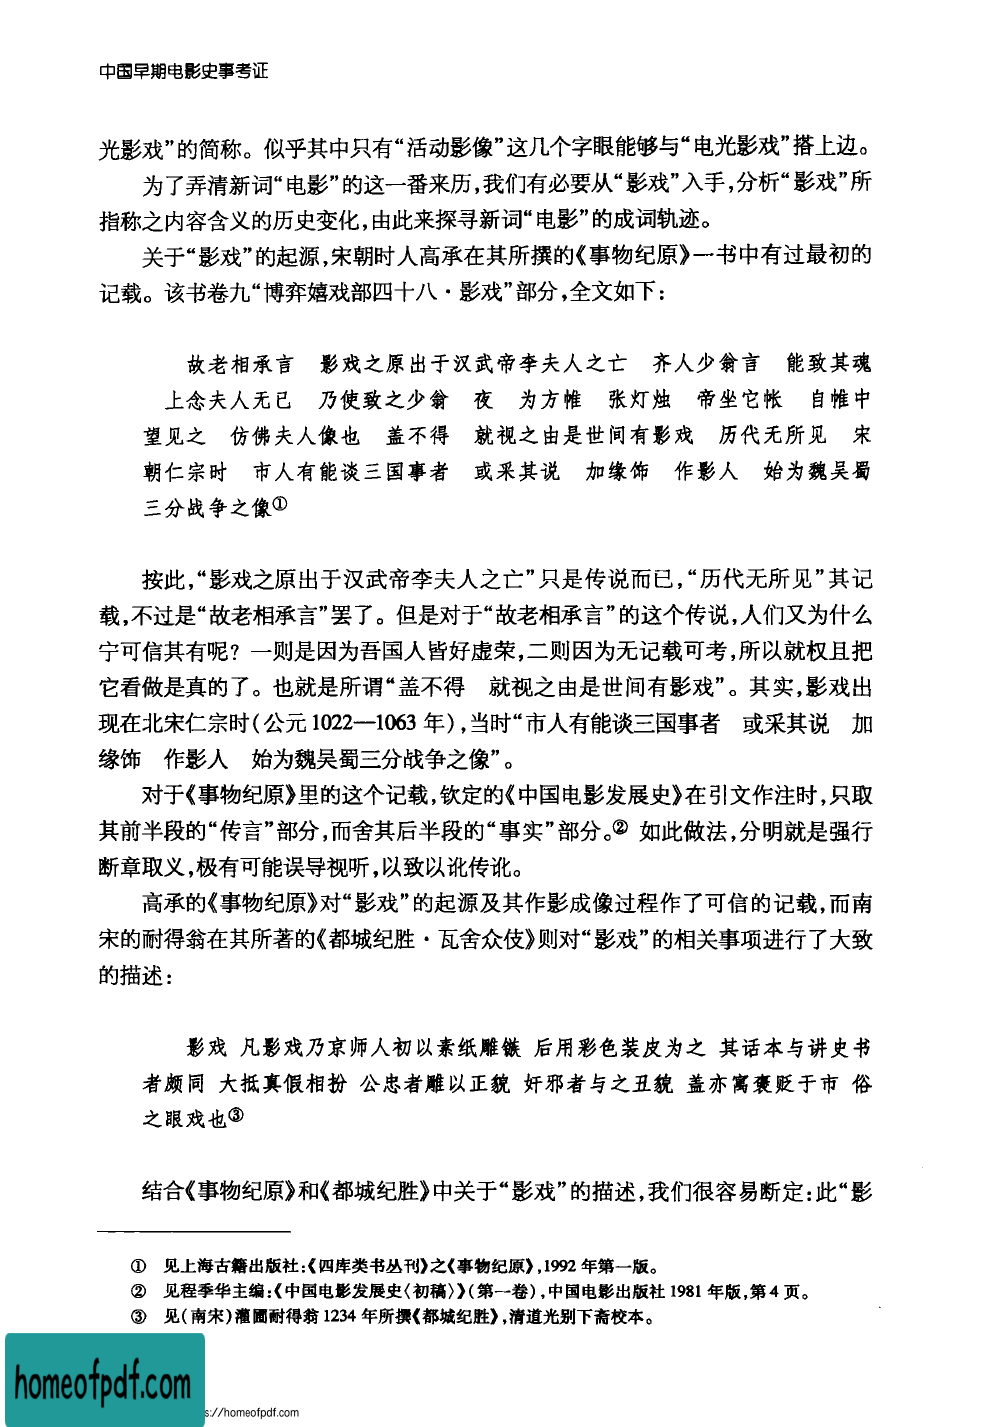 中国早期电影史事考证
光影戏”的简称。似乎其中只有“活动影像”这几个字眼能够与“电光影戏”搭上边。
为了弄清新词“电影”的这一番来历,我们有必要从“影戏”入手,分析“影戏”所
指称之内容含义的历史变化,由此来探寻新词“电影”的成词轨迹。
关于“影戏”的起源,宋朝时人高承在其所撰的《事物纪原》一书中有过最初的
记载。该书卷九“博弈嬉戏部四十八·影戏”部分,全文如下:
故老相承言　影戏之原出于汉武帝李夫人之亡　齐人少翁言　能致其魂
上念夫人无已　乃使致之少翁　夜　为方帷　张灯烛　帝坐它帐　自帷中
望见之　仿佛夫人像也　盖不得　就视之由是世间有影戏　历代无所见　宋
朝仁宗时　市人有能谈三国事者　或采其说　加缘饰　作影人　始为魏吴蜀
三分战争之像①
按此,“影戏之原出于汉武帝李夫人之亡”只是传说而已,“历代无所见”其记
载,不过是“故老相承言”罢了。但是对于“故老相承言”的这个传说,人们又为什么
宁可信其有呢?一则是因为吾国人皆好虚荣,二则因为无记载可考,所以就权且把
它看做是真的了。也就是所谓“盖不得　就视之由是世间有影戏”。其实,影戏出
现在北宋仁宗时(公元1022—1063年),当时“市人有能谈三国事者　或采其说　加
缘饰　作影人　始为魏吴蜀三分战争之像”。
对于《事物纪原》里的这个记载,钦定的《中国电影发展史》在引文作注时,只取
其前半段的“传言”部分,而舍其后半段的“事实”部分。② 如此做法,分明就是强行
断章取义,极有可能误导视听,以致以讹传讹。
高承的《事物纪原》对“影戏”的起源及其作影成像过程作了可信的记载,而南
宋的耐得翁在其所著的《都城纪胜·瓦舍众伎》则对“影戏”的相关事项进行了大致
的描述:
影戏 凡影戏乃京师人初以素纸雕镞 后用彩色装皮为之 其话本与讲史书
者颇同 大抵真假相扮 公忠者雕以正貌 奸邪者与之丑貌 盖亦寓褒贬于市 俗
之眼戏也③
结合《事物纪原》和《都城纪胜》中关于“影戏”的描述,我们很容易断定:此“影
① 见上海古籍出版社:《四库类书丛刊》之《事物纪原》,1992年第一版。
② 见程季华主编:《中国电影发展史〈初稿〉》(第一卷),中国电影出版社1981年版,第4页。
③ 见(南宋)灌圃耐得翁1234年所撰《都城纪胜》,清道光别下斋校本。
homeofpdf.com
s://homeofpdf.com